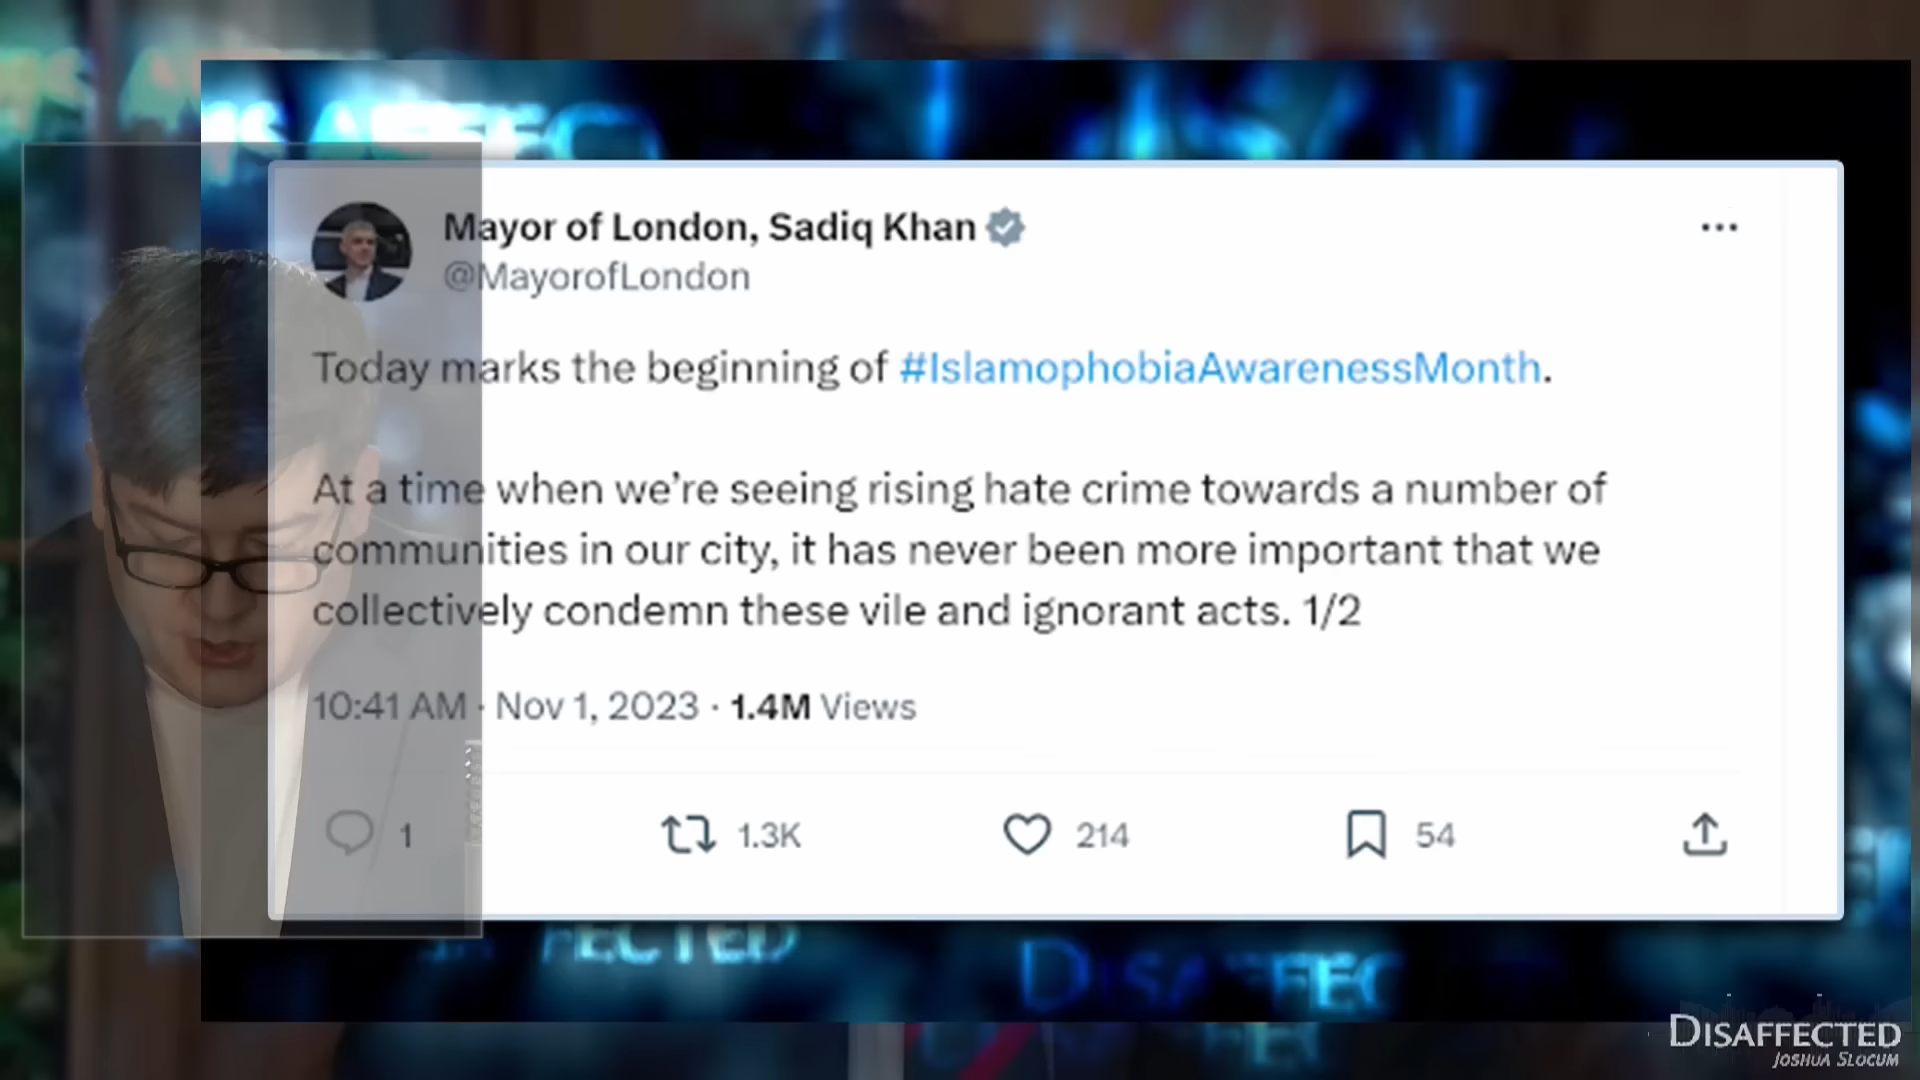 Mayor of London, Sadiq Khan
@MayorofLondon
Today marks the beginning of #IslamophobiaAwarenessMonth.
At a time when we’re seeing rising hate crime towards a number of
communities in our city, it has never been more important that we
collectively condemn these vile and ignorant acts. 1/2
10:41 AM · Nov 1, 2023 · 1.4M Views
1 1.3K 214 54
DISAFFECTED
JOSHUA SLOCUM